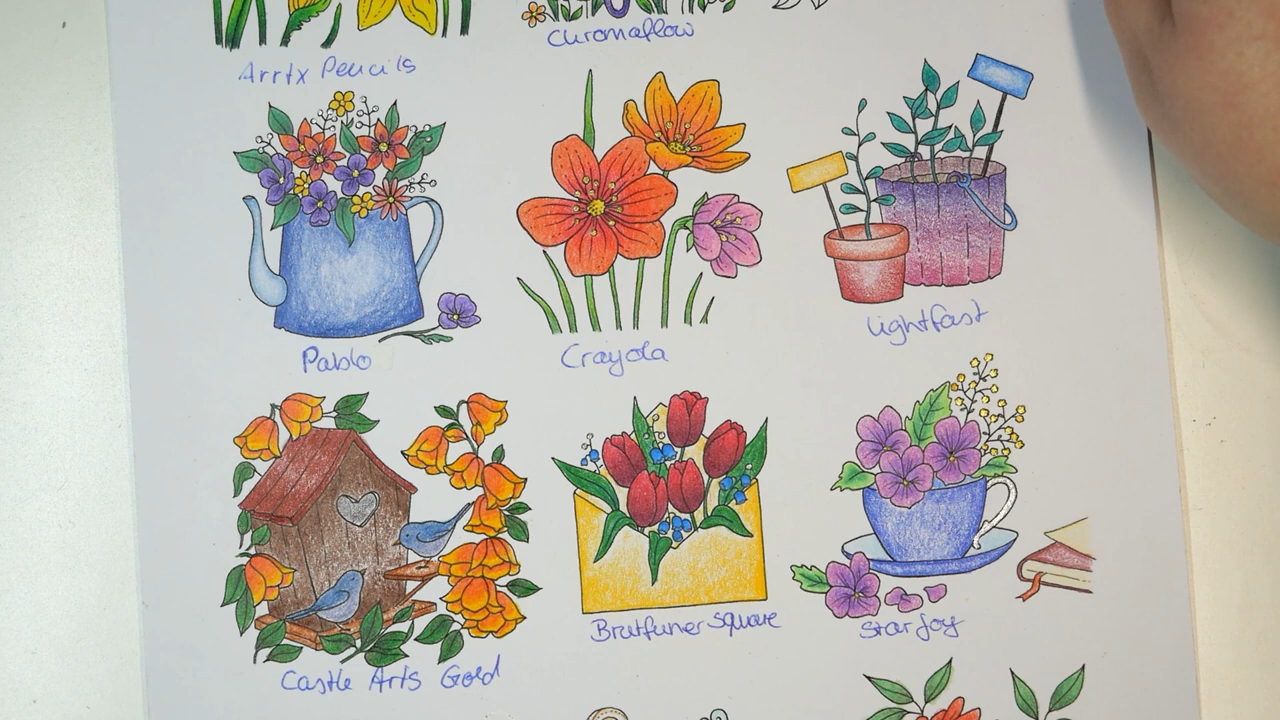 Arrtx Pencils
Chromaflow
Pablo
Crayola
Lightfast
Castle Arts Gold
Brutfuner Square
Star Joy